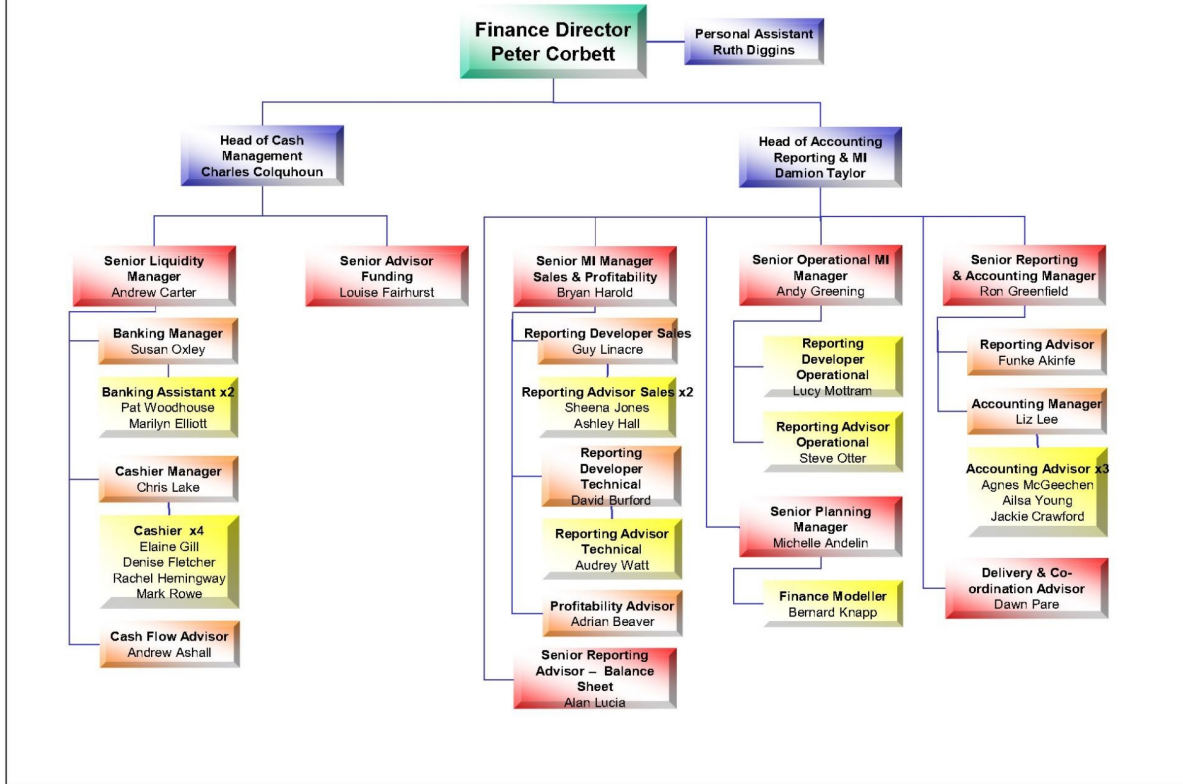 Finance Director
Peter Corbett
Personal Assistant
Ruth Diggins
Head of Cash
Management
Charles Colquhoun
Head of Accounting
Reporting & MI
Damion Taylor
Senior Liquidity
Manager
Andrew Carter
Banking Manager
Susan Oxley
Banking Assistant x2
Pat Woodhouse
Marilyn Elliott
Cashier Manager
Chris Lake
Cashier x4
Elaine Gill
Denise Fletcher
Rachel Hemingway
Mark Rowe
Cash Flow Advisor
Andrew Ashall
Senior Advisor
Funding
Louise Fairhurst
Senior MI Manager
Sales & Profitability
Bryan Harold
Reporting Developer Sales
Guy Linacre
Reporting Advisor Sales x2
Sheena Jones
Ashley Hall
Reporting
Developer
Technical
David Burford
Reporting Advisor
Technical
Audrey Watt
Profitability Advisor
Adrian Beaver
Senior Reporting
Advisor – Balance
Sheet
Alan Lucia
Senior Operational MI
Manager
Andy Greening
Reporting
Developer
Operational
Lucy Mottram
Reporting Advisor
Operational
Steve Otter
Senior Planning
Manager
Michelle Andelin
Finance Modeller
Bernard Knapp
Senior Reporting
& Accounting Manager
Ron Greenfield
Reporting Advisor
Funke Akinfe
Accounting Manager
Liz Lee
Accounting Advisor x3
Agnes McGeechen
Ailsa Young
Jackie Crawford
Delivery & Co-
ordination Advisor
Dawn Pare